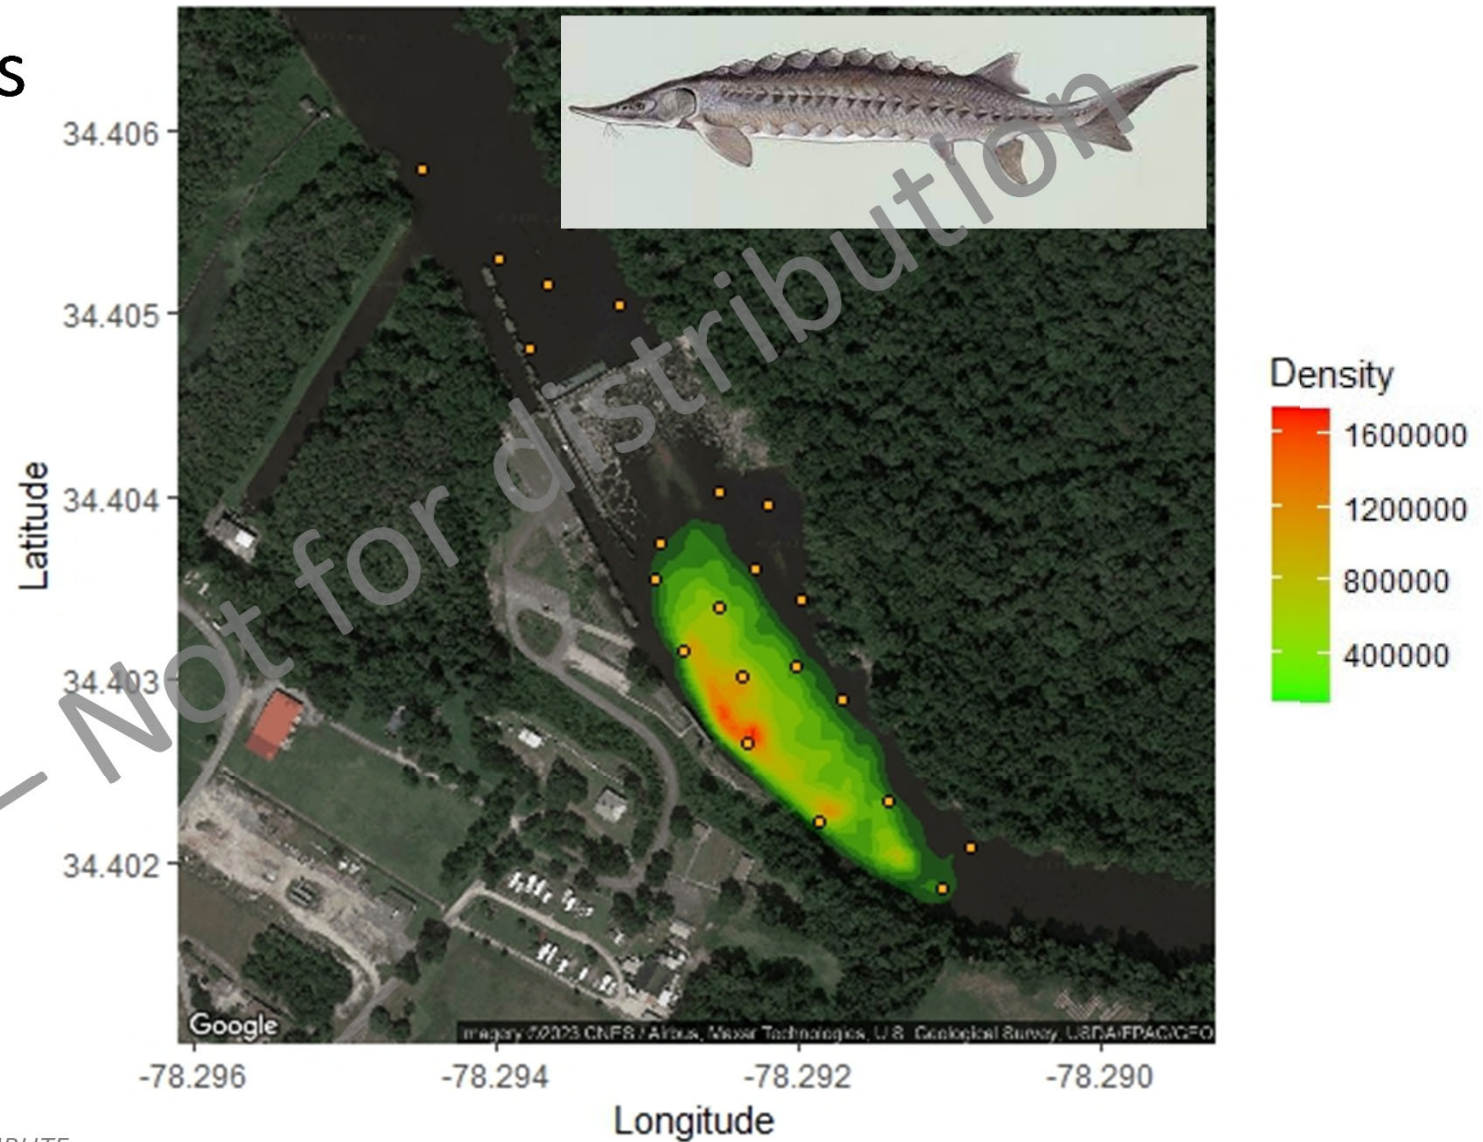 s
34.406
34.405
34.404
34.403
34.402
Latitude
-78.296
-78.294
-78.292
-78.290
Longitude
Density
1600000
1200000
800000
400000
– Not for distribution
Google
Imagery ©2023 CNES / Airbus, Maxar Technologies, U.S. Geological Survey, USDA/FPAC/GEO